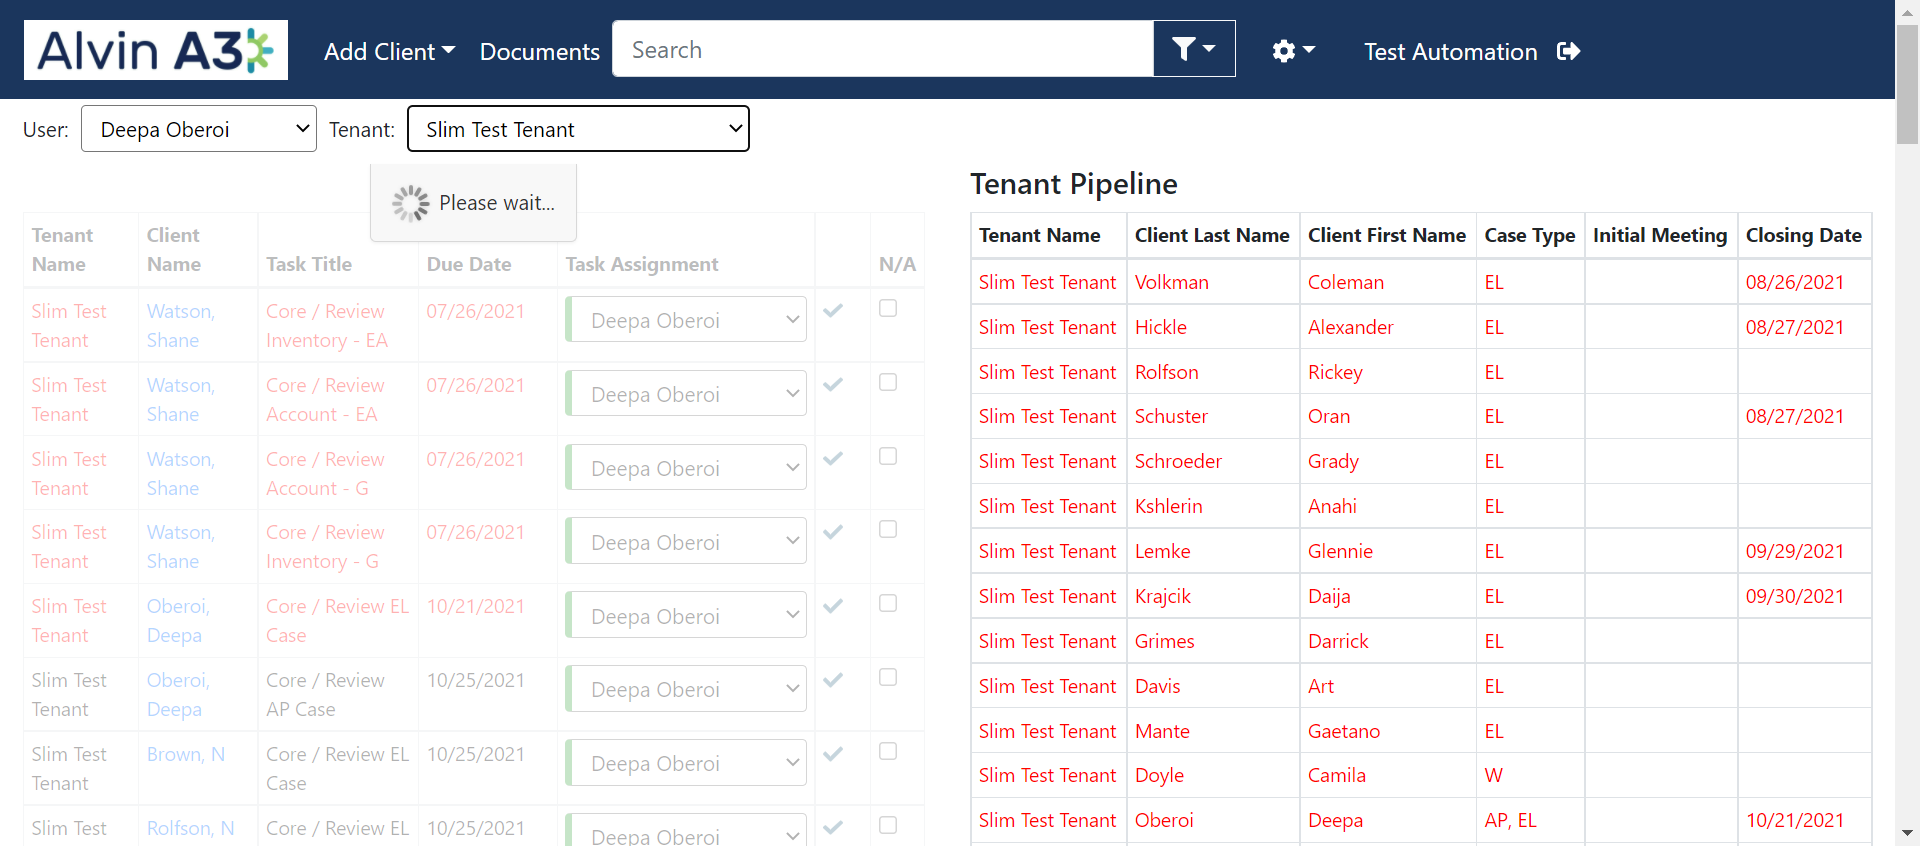 Alvin A3
Add Client
Documents
Search
Test Automation
User:
Deepa Oberoi
Tenant:
Slim Test Tenant
Please wait...
Tenant Name
Client Name
Task Title
Due Date
Task Assignment
N/A
Slim Test Tenant
Watson, Shane
Core / Review Inventory - EA
07/26/2021
Deepa Oberoi
Slim Test Tenant
Watson, Shane
Core / Review Account - EA
07/26/2021
Deepa Oberoi
Slim Test Tenant
Watson, Shane
Core / Review Account - G
07/26/2021
Deepa Oberoi
Slim Test Tenant
Watson, Shane
Core / Review Inventory - G
07/26/2021
Deepa Oberoi
Slim Test Tenant
Oberoi, Deepa
Core / Review EL Case
10/21/2021
Deepa Oberoi
Slim Test Tenant
Oberoi, Deepa
Core / Review AP Case
10/25/2021
Deepa Oberoi
Slim Test Tenant
Brown, N
Core / Review EL Case
10/25/2021
Deepa Oberoi
Slim Test
Rolfson, N
Core / Review EL
10/25/2021
Deepa Oberoi
Tenant Pipeline
Tenant Name Client Last Name Client First Name Case Type Initial Meeting Closing Date
Slim Test Tenant Volkman Coleman EL 08/26/2021
Slim Test Tenant Hickle Alexander EL 08/27/2021
Slim Test Tenant Rolfson Rickey EL
Slim Test Tenant Schuster Oran EL 08/27/2021
Slim Test Tenant Schroeder Grady EL
Slim Test Tenant Kshlerin Anahi EL
Slim Test Tenant Lemke Glennie EL 09/29/2021
Slim Test Tenant Krajcik Daija EL 09/30/2021
Slim Test Tenant Grimes Darrick EL
Slim Test Tenant Davis Art EL
Slim Test Tenant Mante Gaetano EL
Slim Test Tenant Doyle Camila W
Slim Test Tenant Oberoi Deepa AP, EL 10/21/2021